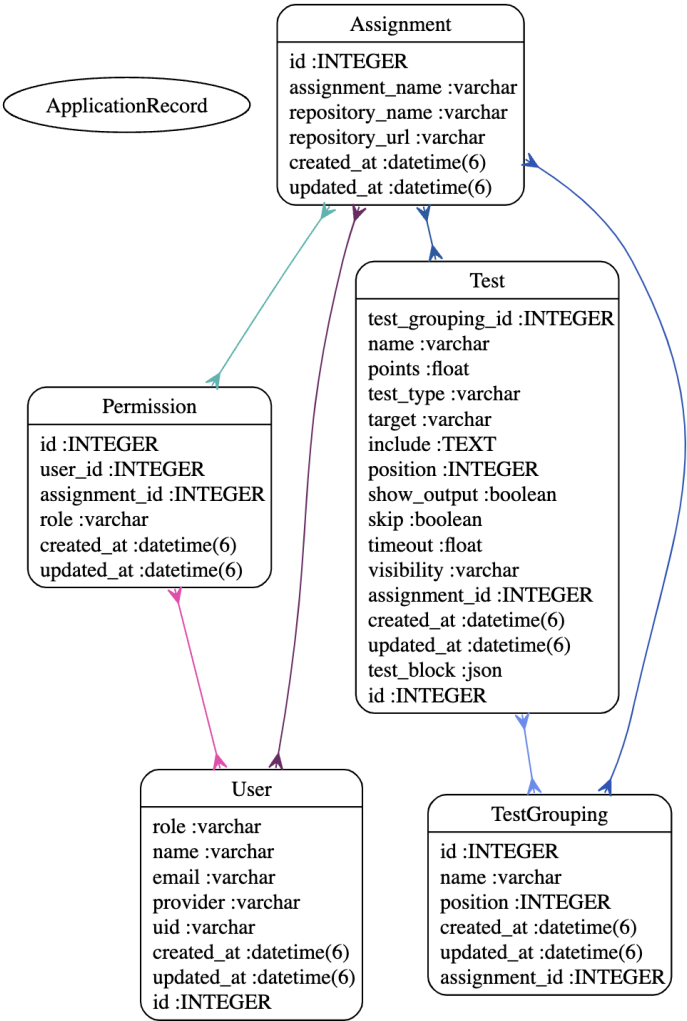 Assignment
id :INTEGER
assignment_name :varchar
repository_name :varchar
repository_url :varchar
created_at :datetime(6)
updated_at :datetime(6)
ApplicationRecord
Test
test_grouping_id :INTEGER
name :varchar
points :float
test_type :varchar
target :varchar
include :TEXT
position :INTEGER
show_output :boolean
skip :boolean
timeout :float
visibility :varchar
assignment_id :INTEGER
created_at :datetime(6)
updated_at :datetime(6)
test_block :json
id :INTEGER
Permission
id :INTEGER
user_id :INTEGER
assignment_id :INTEGER
role :varchar
created_at :datetime(6)
updated_at :datetime(6)
User
role :varchar
name :varchar
email :varchar
provider :varchar
uid :varchar
created_at :datetime(6)
updated_at :datetime(6)
id :INTEGER
TestGrouping
id :INTEGER
name :varchar
position :INTEGER
created_at :datetime(6)
updated_at :datetime(6)
assignment_id :INTEGER